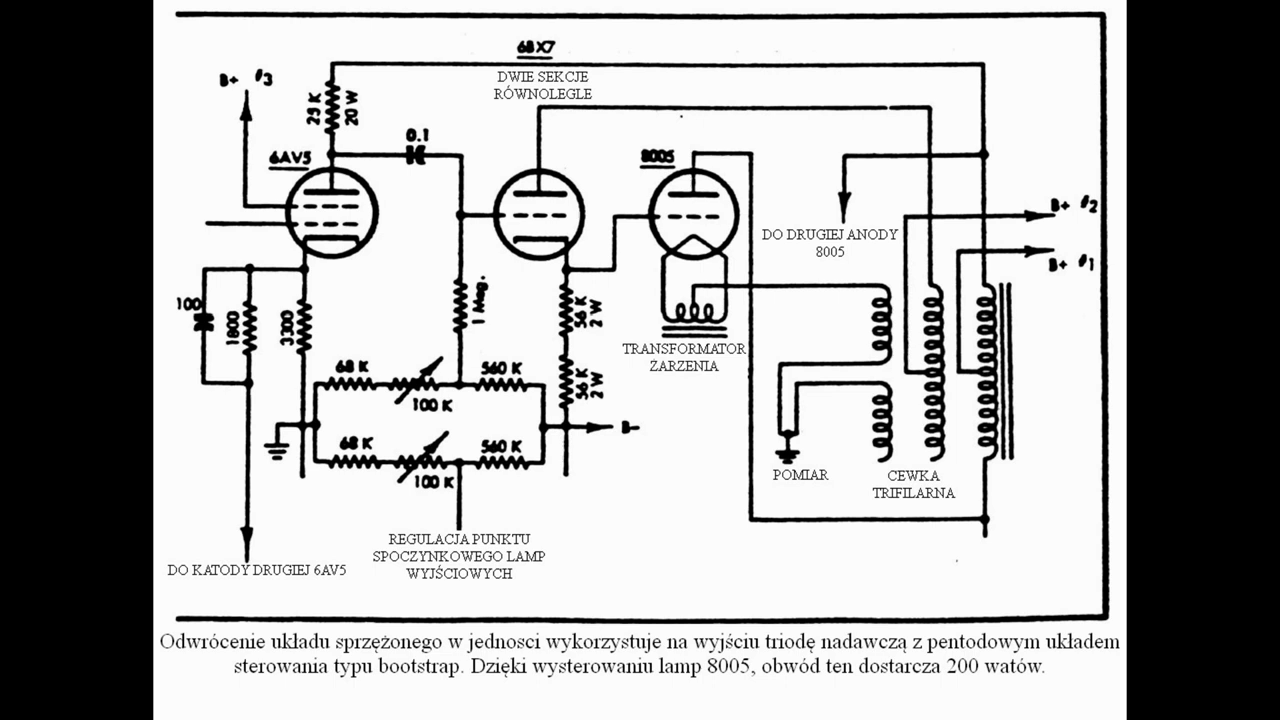 6BX7
DWIE SEKCJE
RÓWNOLEGLE
B+ #3
25 K
20 W
0.1
6AV5
8005
DO DRUGIEJ ANODY
8005
B+ #2
B+ #1
100
1800
3300
1 Meg.
56 K
2 W
56 K
2 W
TRANSFORMATOR
ŻARZENIA
68 K
100 K
560 K
B-
68 K
100 K
560 K
POMIAR
CEWKA
TRIFILARNA
REGULACJA PUNKTU
SPOCZYNKOWEGO LAMP
WYJŚCIOWYCH
DO KATODY DRUGIEJ 6AV5
Odwrócenie układu sprzężonego w jednosci wykorzystuje na wyjściu triodę nadawczą z pentodowym układem
sterowania typu bootstrap. Dzięki wysterowaniu lamp 8005, obwód ten dostarcza 200 watów.